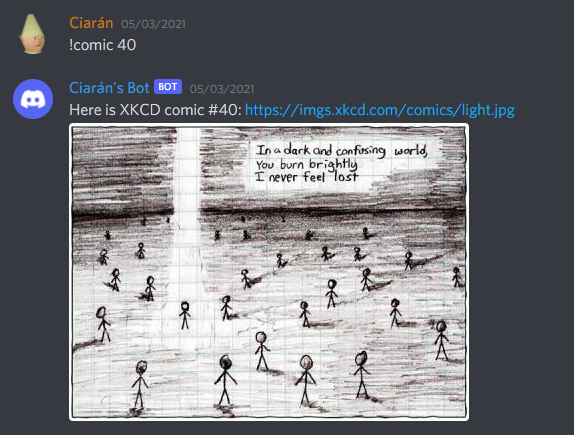 Ciarán 05/03/2021
!comic 40
Ciarán's Bot BOT 05/03/2021
Here is XKCD comic #40: https://imgs.xkcd.com/comics/light.jpg
In a dark and confusing world,
You burn brightly
I never feel lost